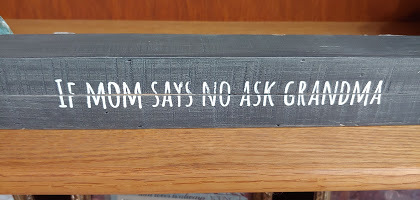 IF MOM SAYS NO ASK GRANDMA